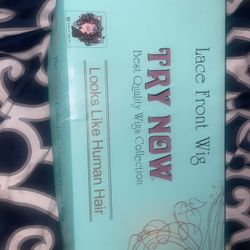 Lace Front Wig
TRY NOW
Best Quality Wigs Collection
Looks Like Human Hair